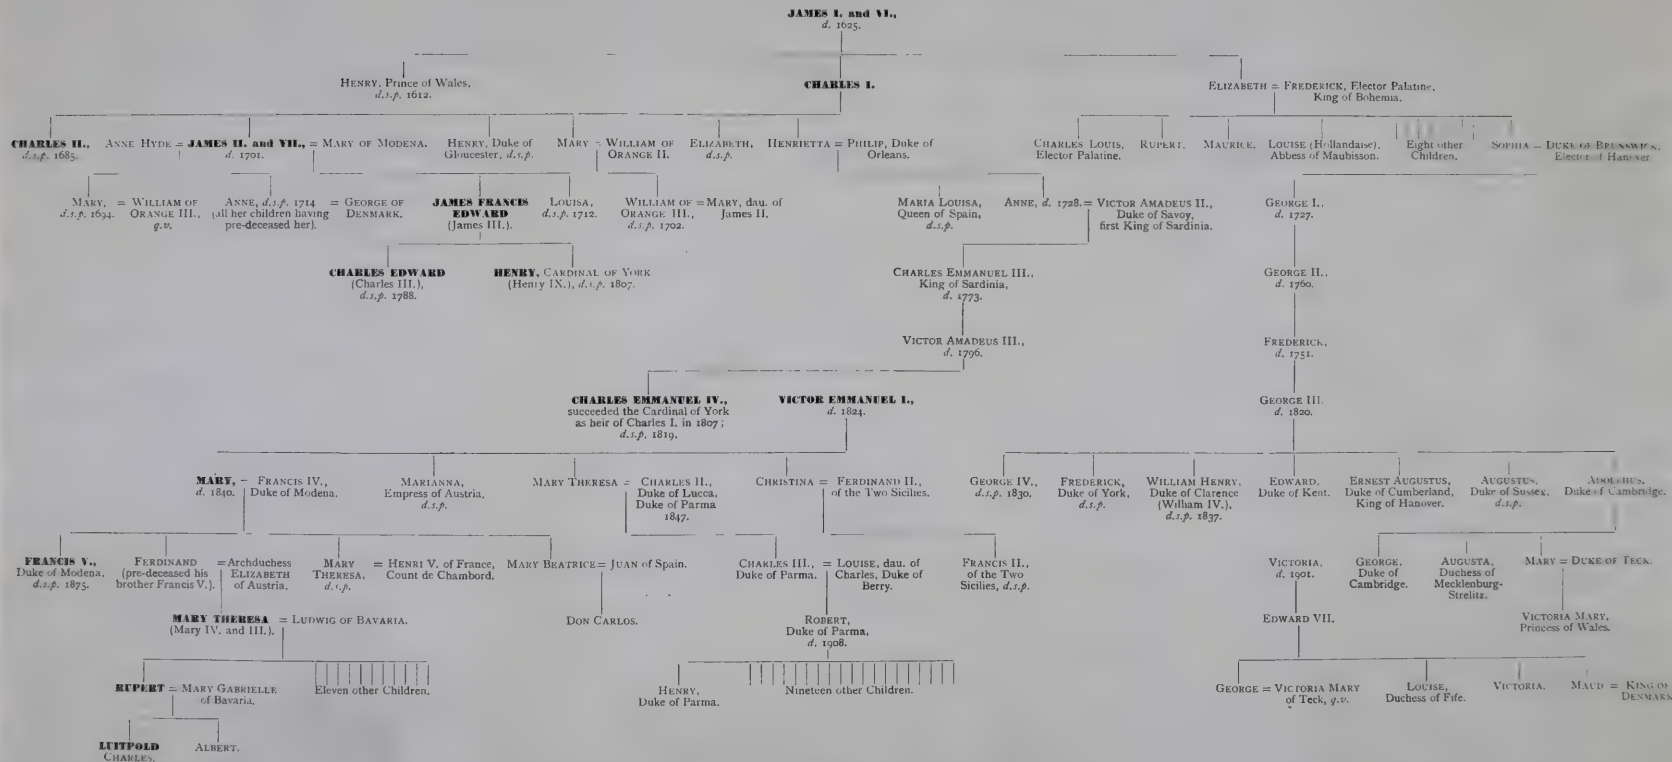 JAMES I. and VI.,
d. 1625.
HENRY, Prince of Wales,
d.s.p. 1612.
CHARLES I.
ELIZABETH = FREDERICK, Elector Palatine,
King of Bohemia.
CHARLES II.,
d.s.p. 1685.
ANNE HYDE = JAMES II. and VII., = MARY OF MODENA.
d. 1701.
HENRY, Duke of
Gloucester, d.s.p.
MARY = WILLIAM OF
ORANGE II.
ELIZABETH,
d.s.p.
HENRIETTA = PHILIP, Duke of
Orleans.
CHARLES LOUIS,
Elector Palatine.
RUPERT.
MAURICE.
LOUISE (Hollandaise).
Abbess of Maubisson.
Eight other
Children.
SOPHIA = DUKE OF BRUNSWICK,
Elector of Hanover
MARY, = WILLIAM OF
d.s.p. 1694. ORANGE III.,
q.v.
ANNE, d.s.p. 1714 = GEORGE OF
(all her children having DENMARK.
pre-deceased her).
JAMES FRANCIS
EDWARD
(James III.).
LOUISA,
d.s.p. 1712.
WILLIAM OF = MARY, dau. of
ORANGE III., James II.
d.s.p. 1702.
MARIA LOUISA,
Queen of Spain,
d.s.p.
ANNE, d. 1728. = VICTOR AMADEUS II.,
Duke of Savoy,
first King of Sardinia.
GEORGE I.,
d. 1727.
CHARLES EDWARD
(Charles III.),
d.s.p. 1788.
HENRY, CARDINAL OF YORK
(Henry IX.), d.s.p. 1807.
CHARLES EMMANUEL III.,
King of Sardinia,
d. 1773.
GEORGE II.,
d. 1760.
VICTOR AMADEUS III.,
d. 1796.
FREDERICK,
d. 1751.
CHARLES EMMANUEL IV.,
succeeded the Cardinal of York
as heir of Charles I. in 1807;
d.s.p. 1819.
VICTOR EMMANUEL I.,
d. 1824.
GEORGE III.
d. 1820.
MARY, = FRANCIS IV.,
d. 1840. Duke of Modena.
MARIANNA,
Empress of Austria,
d.s.p.
MARY THERESA = CHARLES II.,
Duke of Lucca,
Duke of Parma
1847.
CHRISTINA = FERDINAND II.,
of the Two Sicilies.
GEORGE IV.,
d.s.p. 1830.
FREDERICK,
Duke of York,
d.s.p.
WILLIAM HENRY,
Duke of Clarence
(William IV.),
d.s.p. 1837.
EDWARD,
Duke of Kent.
ERNEST AUGUSTUS,
Duke of Cumberland,
King of Hanover.
AUGUSTUS,
Duke of Sussex.
d.s.p.
ADOLPHUS,
Duke of Cambridge.
FRANCIS V.,
Duke of Modena,
d.s.p. 1875.
FERDINAND = Archduchess
(pre-deceased his ELIZABETH
brother Francis V.). of Austria.
MARY = HENRI V. of France,
THERESA, Count de Chambord,
d.s.p.
MARY BEATRICE = JUAN of Spain.
CHARLES III., = LOUISE, dau. of
Duke of Parma. Charles, Duke of
Berry.
FRANCIS II.,
of the Two
Sicilies, d.s.p.
VICTORIA,
d. 1901.
GEORGE,
Duke of
Cambridge.
AUGUSTA,
Duchess of
Mecklenburg-
Strelitz.
MARY = DUKE OF TECK.
MARY THERESA = LUDWIG OF BAVARIA.
(Mary IV. and III.).
DON CARLOS.
ROBERT,
Duke of Parma,
d. 1908.
EDWARD VII.
VICTORIA MARY,
Princess of Wales.
RUPERT = MARY GABRIELLE
of Bavaria.
Eleven other Children.
HENRY,
Duke of Parma.
Nineteen other Children.
GEORGE = VICTORIA MARY
of Teck, q.v.
LOUISE,
Duchess of Fife.
VICTORIA.
MAUD = KING OF
DENMARK
LUITPOLD
CHARLES.
ALBERT.